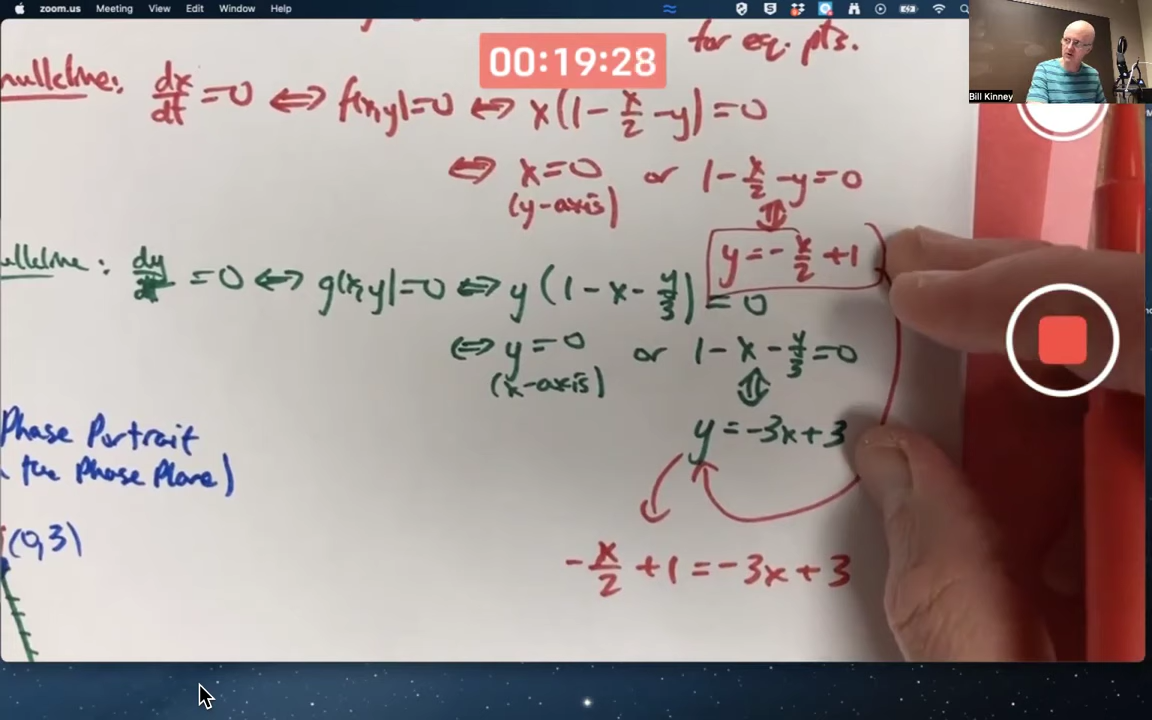 zoom.us Meeting View Edit Window Help
for eq. pts.
00:19:28
Bill Kinney
nullcline: dx/dt = 0 ⟺ f(x,y) = 0 ⟺ x(1 - x/2 - y) = 0
⟺ x = 0 or 1 - x/2 - y = 0
(y-axis)
⇕
y = -x/2 + 1
ullcline: dy/dt = 0 ⟺ g(x,y) = 0 ⟺ y(1 - x - y/3) = 0
⟺ y = 0 or 1 - x - y/3 = 0
(x-axis)
⇕
y = -3x + 3
Phase Portrait
the Phase Plane)
(0,3)
-x/2 + 1 = -3x + 3